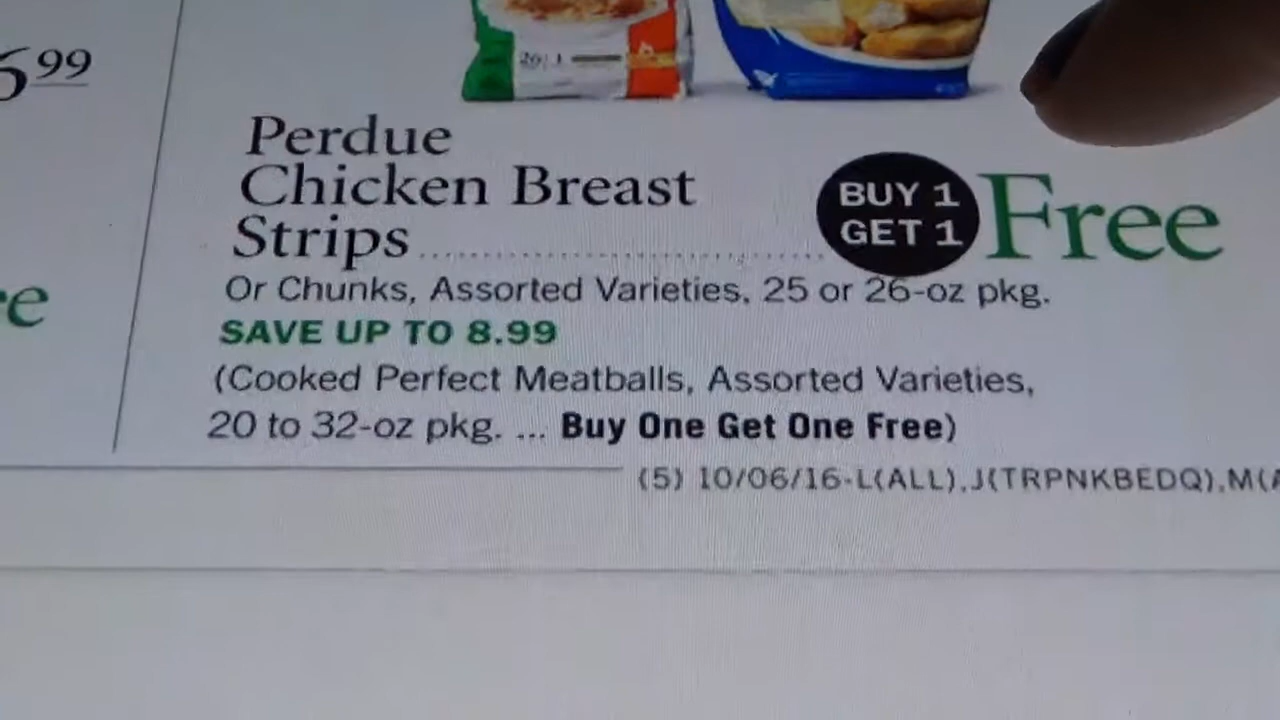 6 99
Perdue
Chicken Breast
Strips
BUY 1
GET 1
Free
Or Chunks, Assorted Varieties, 25 or 26-oz pkg.
SAVE UP TO 8.99
(Cooked Perfect Meatballs, Assorted Varieties,
20 to 32-oz pkg. ... Buy One Get One Free)
(5) 10/06/16-L(ALL),J(TRPNKBEDQ),M(A
re